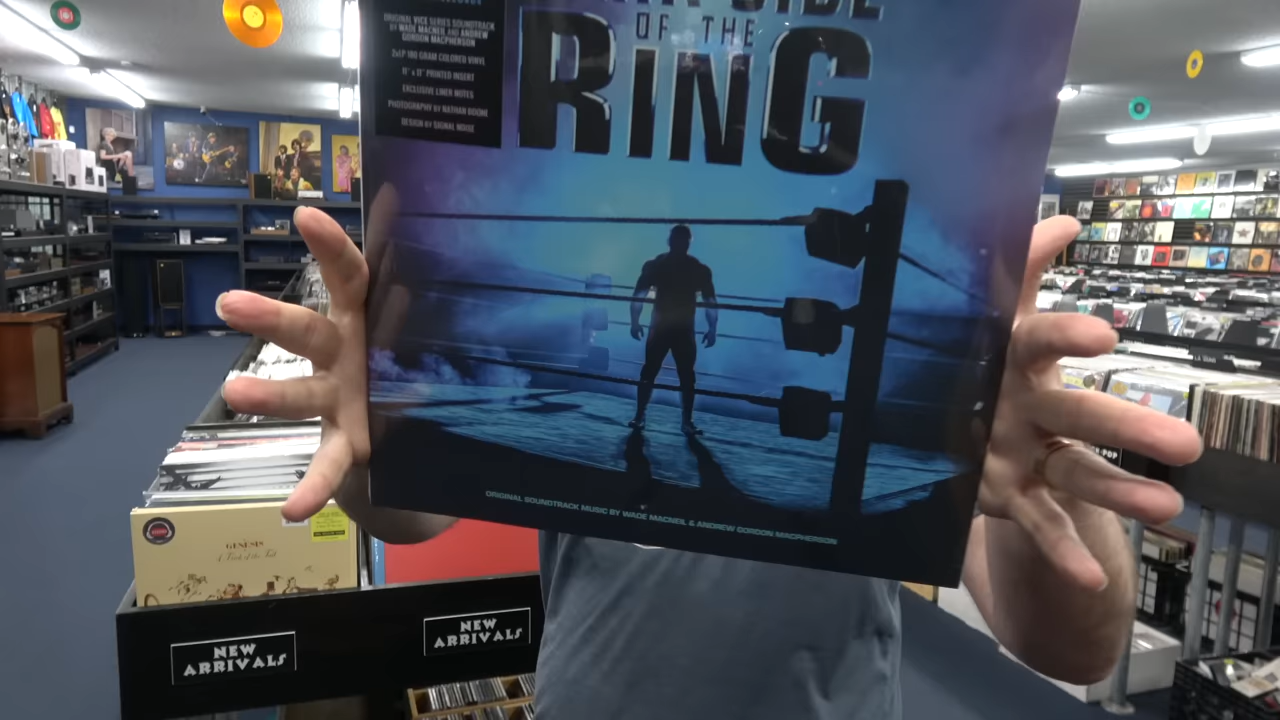 SIDE
OF THE
RING
ORIGINAL VICE SERIES SOUNDTRACK
BY WADE MACNEIL AND ANDREW
GORDON MACPHERSON
2xLP 180 GRAM COLORED VINYL
11" x 11" PRINTED INSERT
EXCLUSIVE LINER NOTES
PHOTOGRAPHY BY NATHAN BOONE
DESIGN BY SIGNAL NOISE
ORIGINAL SOUNDTRACK MUSIC BY WADE MACNEIL & ANDREW GORDON MACPHERSON
GENESIS
A Trick of the Tail
NEW
ARRIVALS
NEW
ARRIVALS